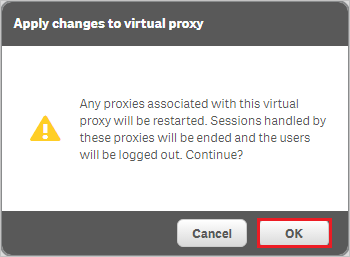 Apply changes to virtual proxy
Any proxies associated with this virtual
proxy will be restarted. Sessions handled by
these proxies will be ended and the users
will be logged out. Continue?
Cancel
OK